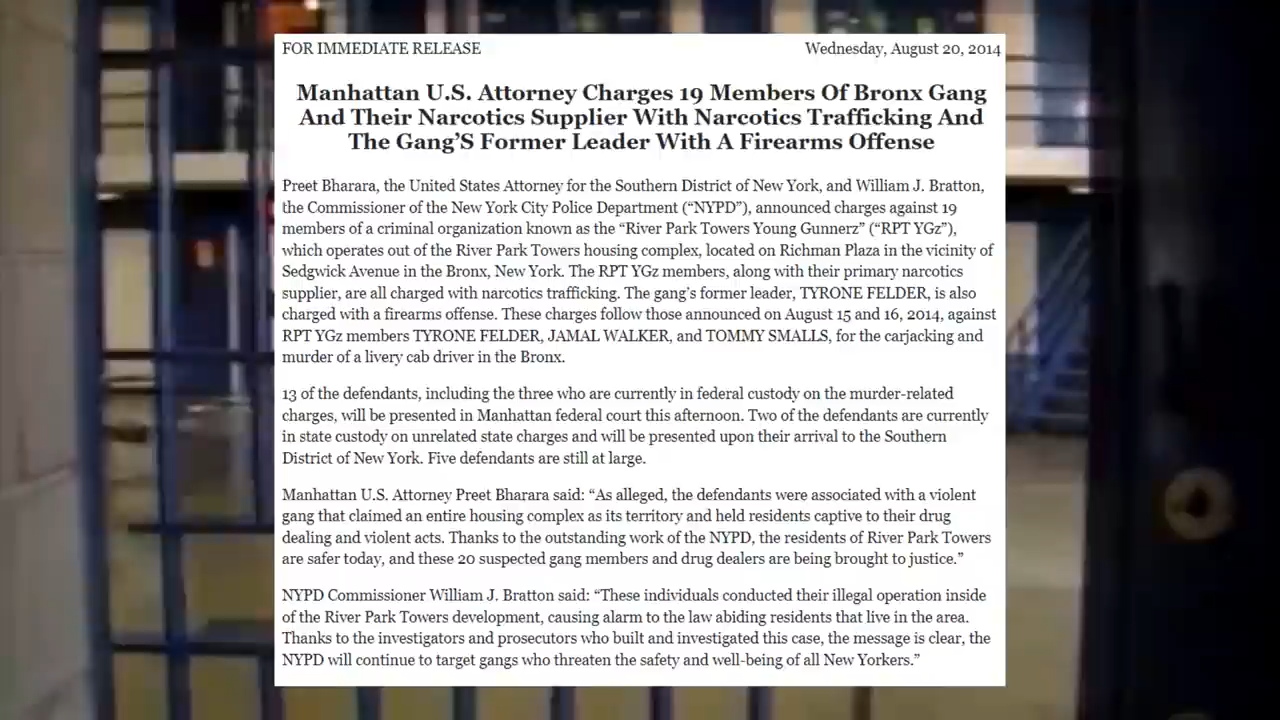 FOR IMMEDIATE RELEASE Wednesday, August 20, 2014
Manhattan U.S. Attorney Charges 19 Members Of Bronx Gang
And Their Narcotics Supplier With Narcotics Trafficking And
The Gang’S Former Leader With A Firearms Offense
Preet Bharara, the United States Attorney for the Southern District of New York, and William J. Bratton,
the Commissioner of the New York City Police Department (“NYPD”), announced charges against 19
members of a criminal organization known as the “River Park Towers Young Gunnerz” (“RPT YGz”),
which operates out of the River Park Towers housing complex, located on Richman Plaza in the vicinity of
Sedgwick Avenue in the Bronx, New York. The RPT YGz members, along with their primary narcotics
supplier, are all charged with narcotics trafficking. The gang’s former leader, TYRONE FELDER, is also
charged with a firearms offense. These charges follow those announced on August 15 and 16, 2014, against
RPT YGz members TYRONE FELDER, JAMAL WALKER, and TOMMY SMALLS, for the carjacking and
murder of a livery cab driver in the Bronx.
13 of the defendants, including the three who are currently in federal custody on the murder-related
charges, will be presented in Manhattan federal court this afternoon. Two of the defendants are currently
in state custody on unrelated state charges and will be presented upon their arrival to the Southern
District of New York. Five defendants are still at large.
Manhattan U.S. Attorney Preet Bharara said: “As alleged, the defendants were associated with a violent
gang that claimed an entire housing complex as its territory and held residents captive to their drug
dealing and violent acts. Thanks to the outstanding work of the NYPD, the residents of River Park Towers
are safer today, and these 20 suspected gang members and drug dealers are being brought to justice.”
NYPD Commissioner William J. Bratton said: “These individuals conducted their illegal operation inside
of the River Park Towers development, causing alarm to the law abiding residents that live in the area.
Thanks to the investigators and prosecutors who built and investigated this case, the message is clear, the
NYPD will continue to target gangs who threaten the safety and well-being of all New Yorkers.”